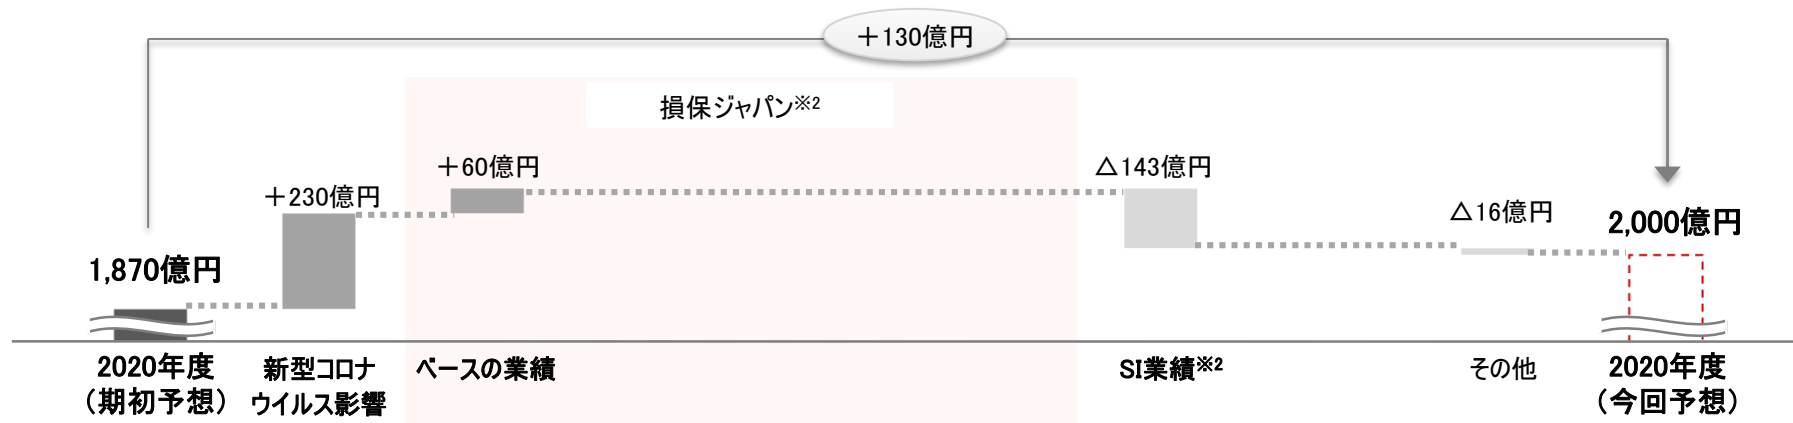 ＋130億円
損保ジャパン※2
＋60億円
△143億円
＋230億円
△16億円
2,000億円
1,870億円
2020年度
（期初予想）
新型コロナ
ウイルス影響
ベースの業績
SI業績※2
その他
2020年度
（今回予想）